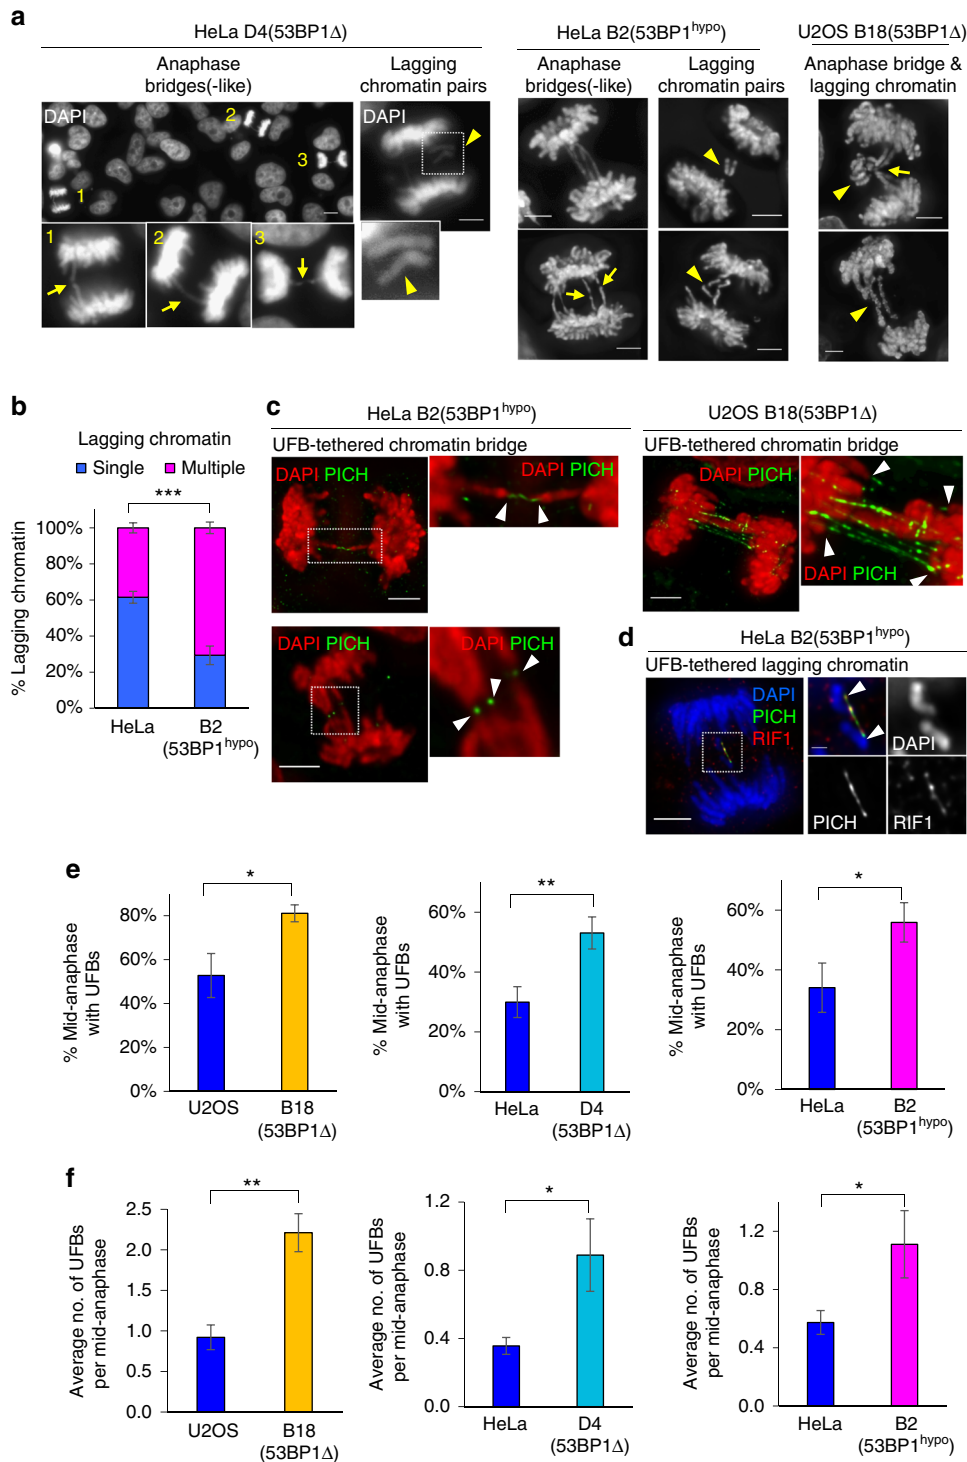 a
HeLa D4(53BP1Δ)
HeLa B2(53BP1hypo)
U2OS B18(53BP1Δ)
Anaphase
bridges(-like)
Lagging
chromatin pairs
Anaphase
bridges(-like)
Lagging
chromatin pairs
Anaphase bridge &
lagging chromatin
DAPI
2
3
1
DAPI
1
2
3
b
Lagging chromatin
Single
Multiple
***
% Lagging chromatin
100%
80%
60%
40%
20%
0%
HeLa
B2
(53BP1hypo)
c
HeLa B2(53BP1hypo)
UFB-tethered chromatin bridge
DAPI PICH
DAPI PICH
DAPI PICH
DAPI PICH
U2OS B18(53BP1Δ)
UFB-tethered chromatin bridge
DAPI PICH
DAPI PICH
d
HeLa B2(53BP1hypo)
UFB-tethered lagging chromatin
DAPI
PICH
RIF1
DAPI
PICH
RIF1
e
% Mid-anaphase
with UFBs
80%
60%
40%
20%
0%
*
U2OS
B18
(53BP1Δ)
% Mid-anaphase
with UFBs
60%
40%
20%
0%
**
HeLa
D4
(53BP1Δ)
% Mid-anaphase
with UFBs
60%
40%
20%
0%
*
HeLa
B2
(53BP1hypo)
f
Average no. of UFBs
per mid-anaphase
2.5
2.0
1.5
1.0
0.5
0.0
**
U2OS
B18
(53BP1Δ)
Average no. of UFBs
per mid-anaphase
1.2
0.8
0.4
0.0
*
HeLa
D4
(53BP1Δ)
Average no. of UFBs
per mid-anaphase
1.2
0.8
0.4
0.0
*
HeLa
B2
(53BP1hypo)